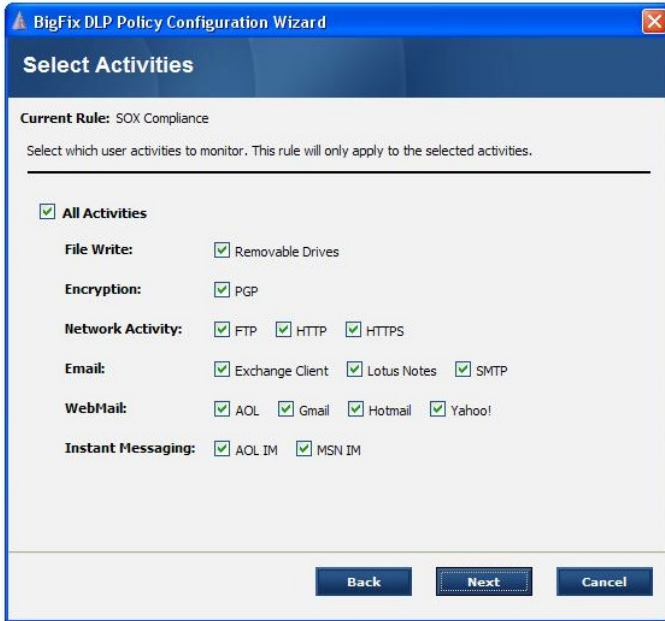 BigFix DLP Policy Configuration Wizard
Select Activities
Current Rule: SOX Compliance
Select which user activities to monitor. This rule will only apply to the selected activities.
All Activities
File Write: Removable Drives
Encryption: PGP
Network Activity: FTP HTTP HTTPS
Email: Exchange Client Lotus Notes SMTP
WebMail: AOL Gmail Hotmail Yahoo!
Instant Messaging: AOL IM MSN IM
Back Next Cancel